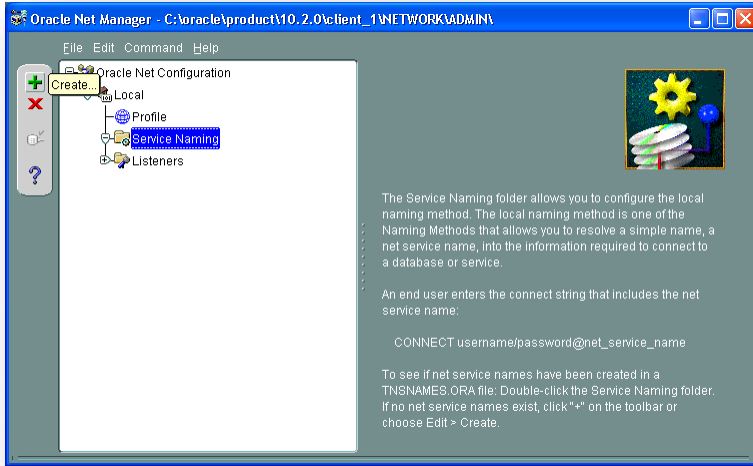 Oracle Net Manager - C:\oracle\product\10.2.0\client_1\NETWORK\ADMIN\
File Edit Command Help
Oracle Net Configuration
Create...
Local
Profile
Service Naming
Listeners
The Service Naming folder allows you to configure the local
naming method. The local naming method is one of the
Naming Methods that allows you to resolve a simple name, a
net service name, into the information required to connect to
a database or service.
An end user enters the connect string that includes the net
service name:
CONNECT username/password@net_service_name
To see if net service names have been created in a
TNSNAMES.ORA file: Double-click the Service Naming folder.
If no net service names exist, click "+" on the toolbar or
choose Edit > Create.